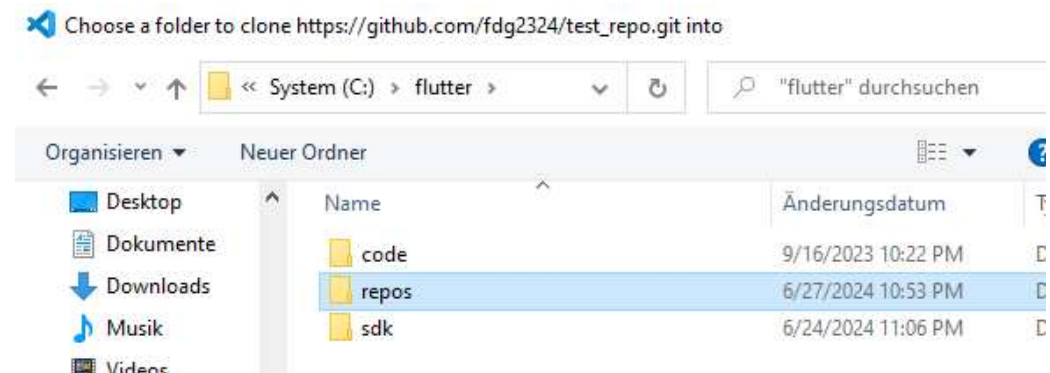 Choose a folder to clone https://github.com/fdg2324/test_repo.git into
« System (C:) › flutter › "flutter" durchsuchen
Organisieren Neuer Ordner
Desktop Name Änderungsdatum
Dokumente code 9/16/2023 10:22 PM
Downloads repos 6/27/2024 10:53 PM
Musik sdk 6/24/2024 11:06 PM
Videos